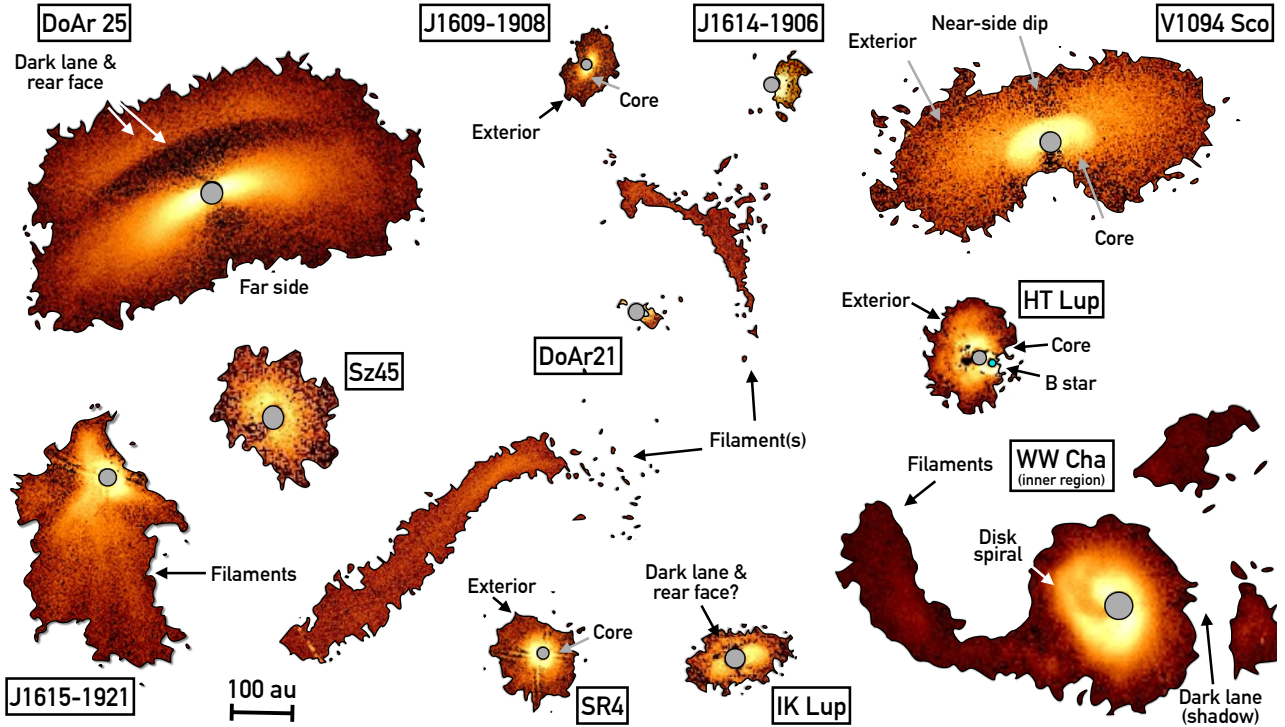 DoAr 25
J1609-1908
J1614-1906
V1094 Sco
Dark lane &
rear face
Near-side dip
Exterior
Core
Exterior
Core
Far side
Exterior
HT Lup
Core
B star
DoAr21
Sz45
Filament(s)
Filaments
WW Cha
(inner region)
Disk
spiral
Filaments
Exterior
Core
Dark lane &
rear face?
J1615-1921
100 au
SR4
IK Lup
Dark lane
(shadow)